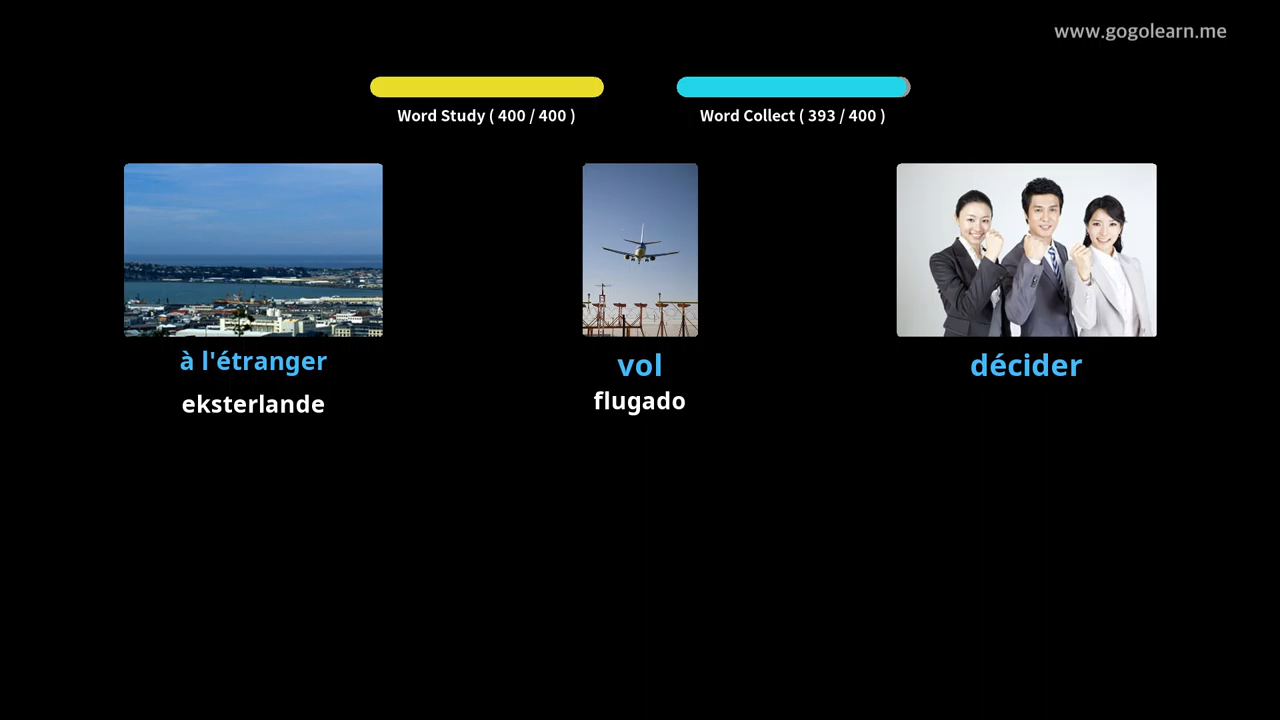 www.gogolearn.me
Word Study ( 400 / 400 )
Word Collect ( 393 / 400 )
à l'étranger
eksterlande
vol
flugado
décider